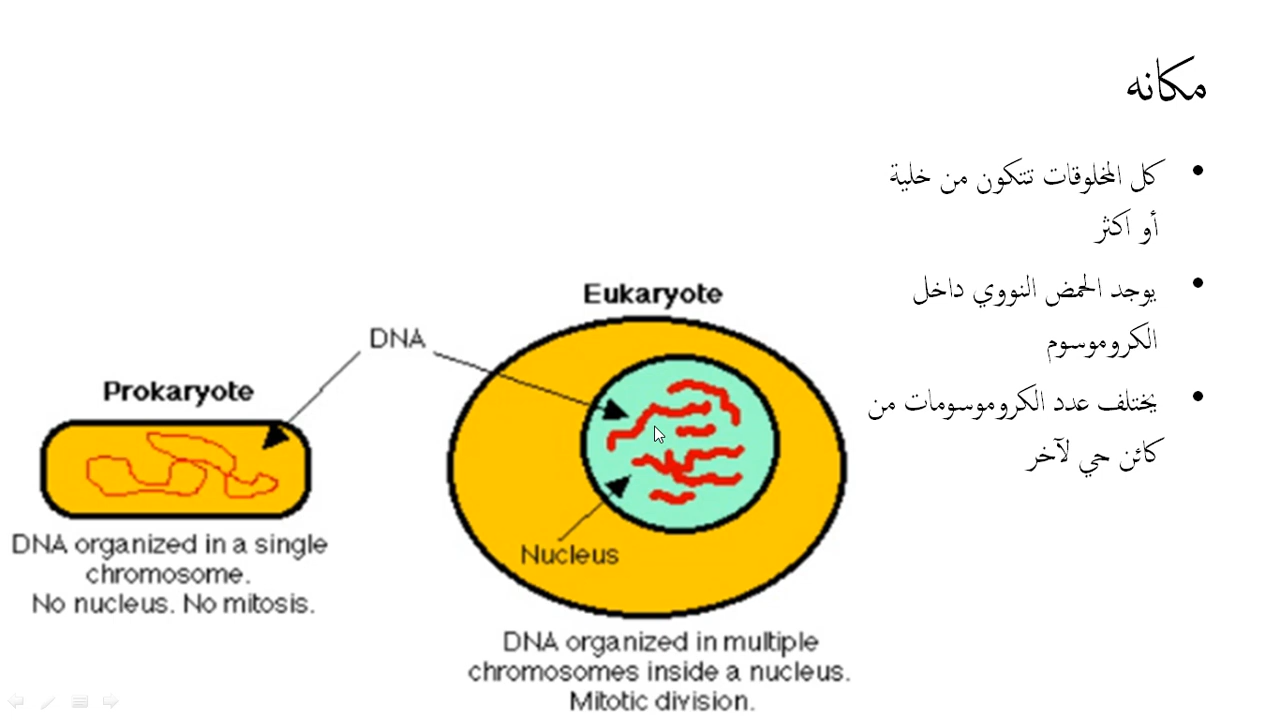 مكانه
كل المخلوقات تتكون من خلية
أو اكثر
يوجد الحمض النووي داخل
الكروموسوم
يختلف عدد الكروموسومات من
كائن حي لآخر
Eukaryote
DNA
Prokaryote
Nucleus
DNA organized in a single
chromosome.
No nucleus. No mitosis.
DNA organized in multiple
chromosomes inside a nucleus.
Mitotic division.